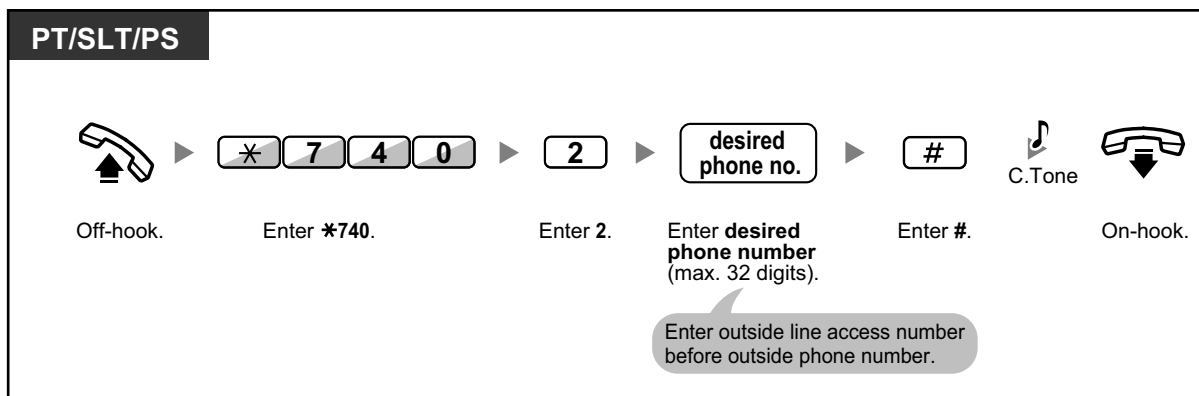 PT/SLT/PS
✳ 7 4 0
2
desired
phone no.
#
C.Tone
Off-hook.
Enter ✳740.
Enter 2.
Enter desired
phone number
(max. 32 digits).
Enter #.
On-hook.
Enter outside line access number
before outside phone number.